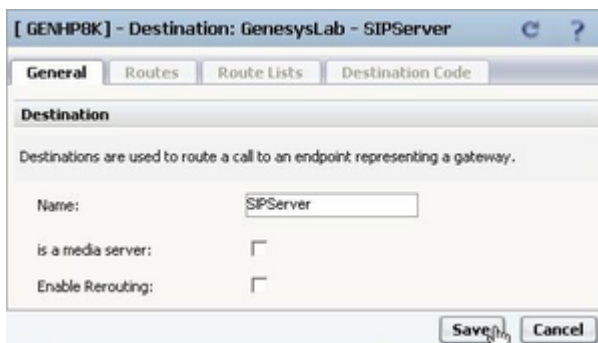 [ GENHP8K] - Destination: GenesysLab - SIPServer
General Routes Route Lists Destination Code
Destination
Destinations are used to route a call to an endpoint representing a gateway.
Name: SIPServer
is a media server:
Enable Rerouting:
Save Cancel